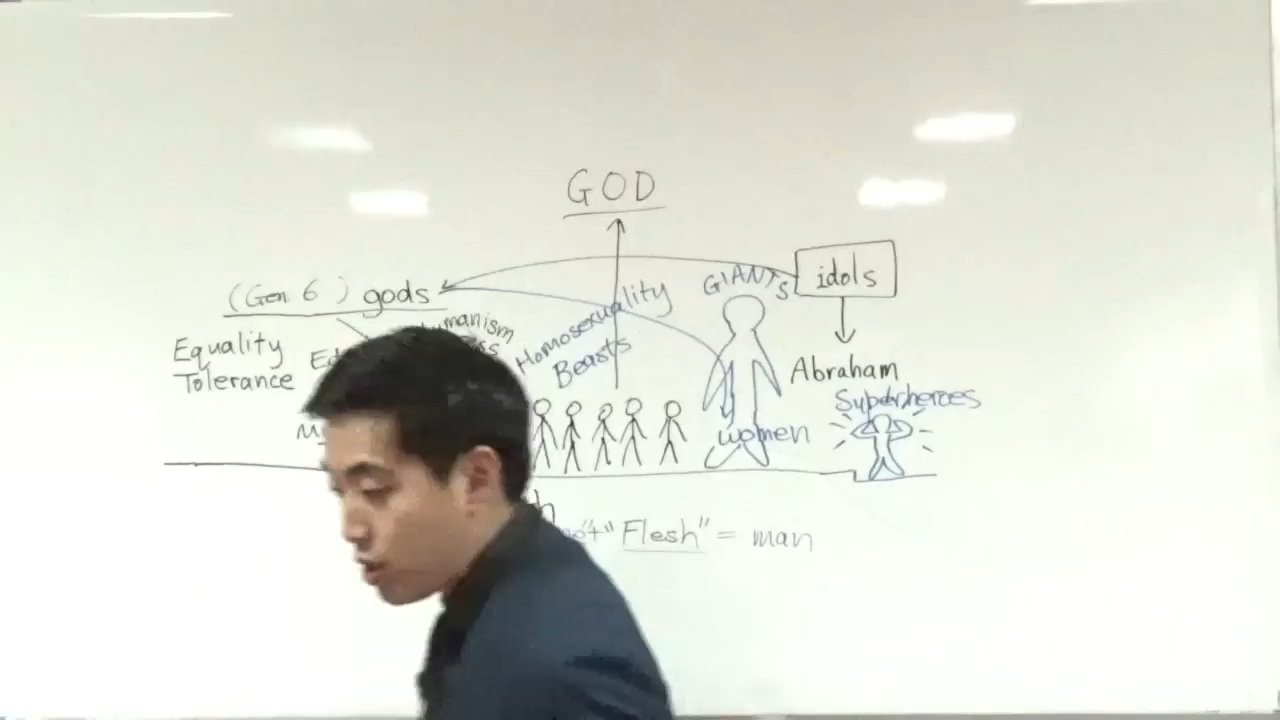 GOD
(Gen 6) gods
GIANTS
idols
Equality
Tolerance
Homosexuality
Beasts
Abraham
Superheroes
women
"Flesh" = man